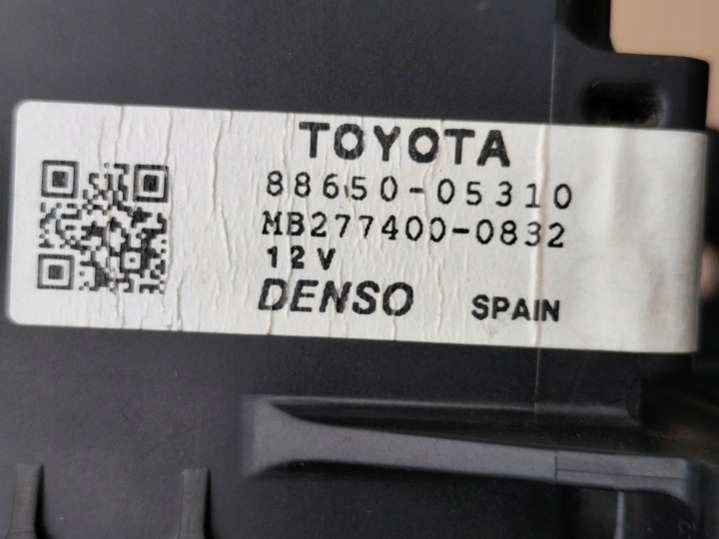 TOYOTA
88650-05310
MB277400-0832
12V
DENSO SPAIN